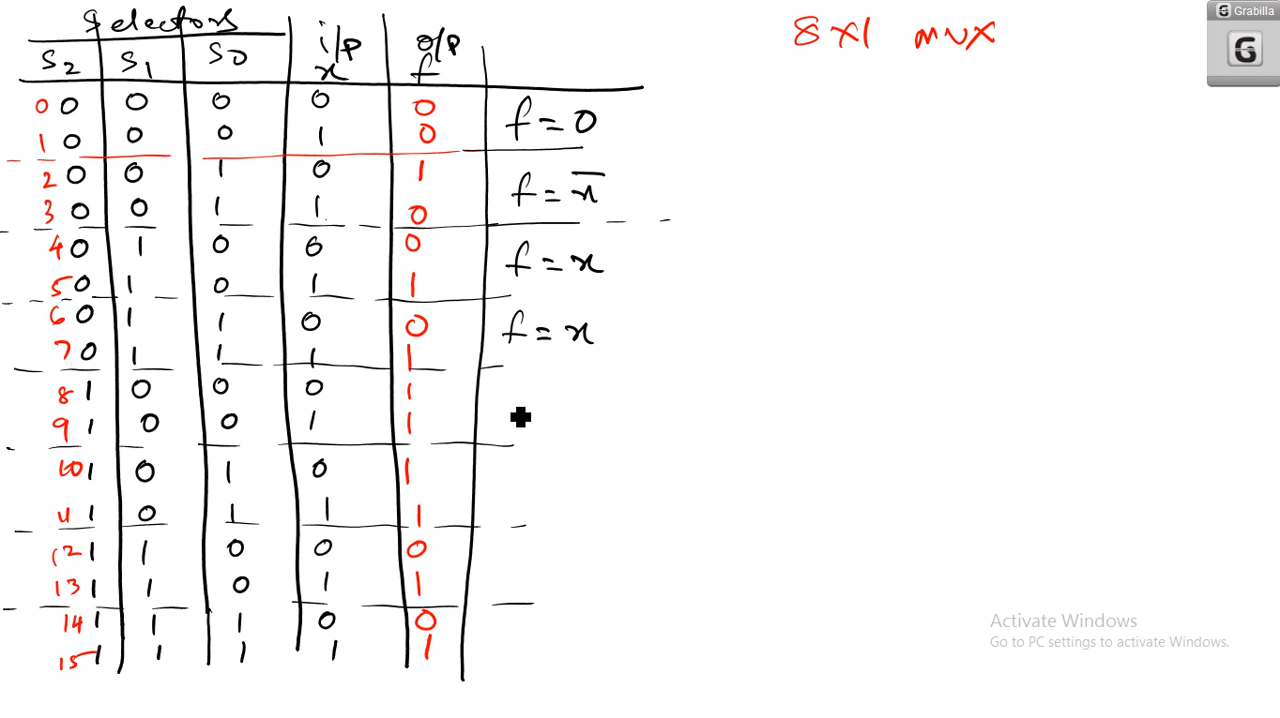 Selectors i/p o/p 8 X1 mux
S2 S1 S0 x f
0 0 0 0 0 0
1 0 0 0 1 0
f = 0
2 0 0 1 0 1
3 0 0 1 1 0
f = x̅
4 0 1 0 0 0
5 0 1 0 1 1
f = x
6 0 1 1 0 0
7 0 1 1 1 1
f = x
8 1 0 0 0 1
9 1 0 0 1 1
10 1 0 1 0 1
11 1 0 1 1 1
12 1 1 0 0 0
13 1 1 0 1 1
14 1 1 1 0 0
15 1 1 1 1 1
Grabilla
G
Activate Windows
Go to PC settings to activate Windows.